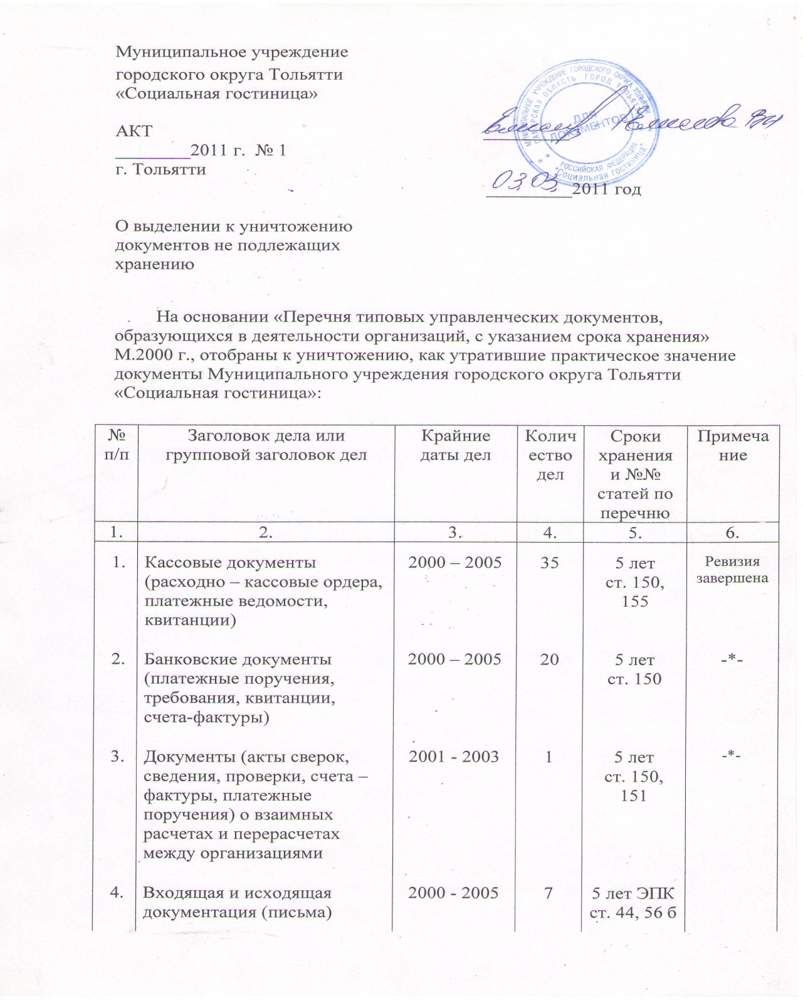 Муниципальное учреждение
городского округа Тольятти
«Социальная гостиница»
АКТ
_________2011 г. № 1
г. Тольятти
МУНИЦИПАЛЬНОЕ УЧРЕЖДЕНИЕ ГОРОДСКОГО ОКРУГА ТОЛЬЯТТИ
САМАРСКАЯ ОБЛАСТЬ ГОРОД ТОЛЬЯТТИ
ДЛЯ
ДОКУМЕНТОВ
РОССИЙСКАЯ ФЕДЕРАЦИЯ
"Социальная гостиница"
03.03. 2011 год
О выделении к уничтожению
документов не подлежащих
хранению
На основании «Перечня типовых управленческих документов,
образующихся в деятельности организаций, с указанием срока хранения»
М.2000 г., отобраны к уничтожению, как утратившие практическое значение
документы Муниципального учреждения городского округа Тольятти
«Социальная гостиница»:
№ п/п
Заголовок дела или
групповой заголовок дел
Крайние
даты дел
Колич
ество
дел
Сроки
хранения
и №№
статей по
перечню
Примеча
ние
1. 2. 3. 4. 5. 6.
1. Кассовые документы 2000 – 2005 35 5 лет Ревизия
(расходно – кассовые ордера, ст. 150, завершена
платежные ведомости, 155
квитанции)
2. Банковские документы 2000 – 2005 20 5 лет -*-
(платежные поручения, ст. 150
требования, квитанции,
счета-фактуры)
3. Документы (акты сверок, 2001 - 2003 1 5 лет -*-
сведения, проверки, счета – ст. 150,
фактуры, платежные 151
поручения) о взаимных
расчетах и перерасчетах
между организациями
4. Входящая и исходящая 2000 - 2005 7 5 лет ЭПК
документация (письма) ст. 44, 56 б